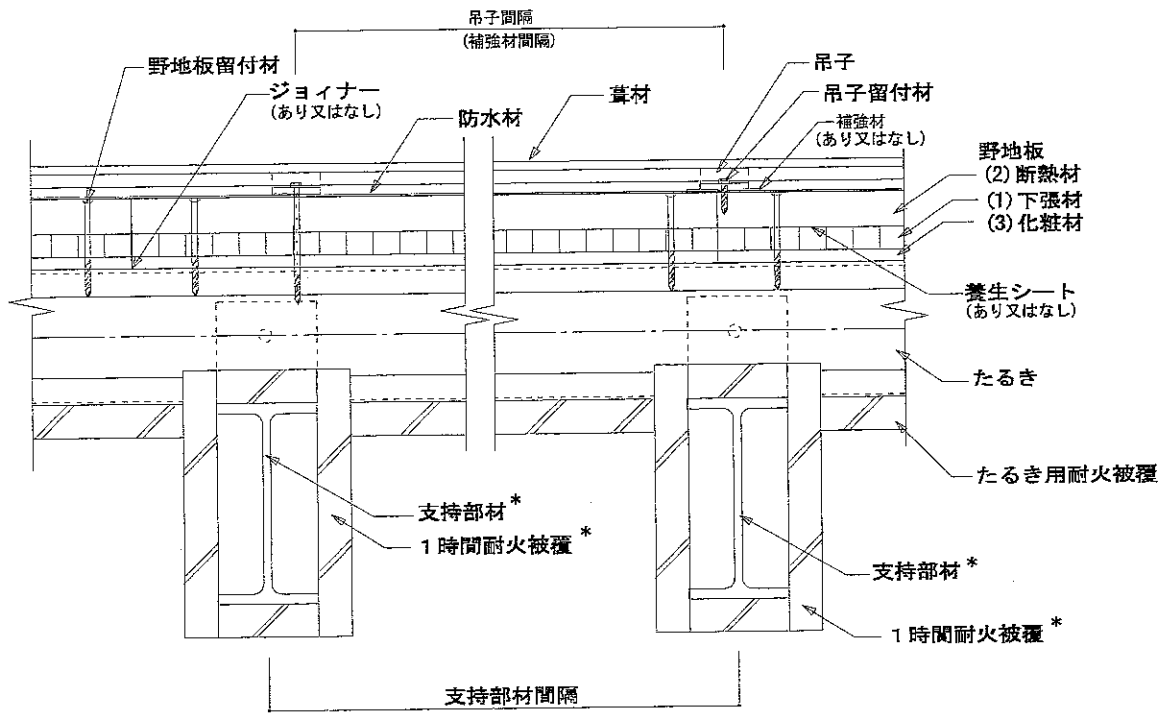 吊子間隔
(補強材間隔)
野地板留付材
ジョイナー
(あり又はなし)
防水材
葺材
吊子
吊子留付材
補強材
(あり又はなし)
野地板
(2) 断熱材
(1) 下張材
(3) 化粧材
養生シート
(あり又はなし)
たるき
たるき用耐火被覆
支持部材*
1時間耐火被覆*
支持部材*
1時間耐火被覆*
支持部材間隔